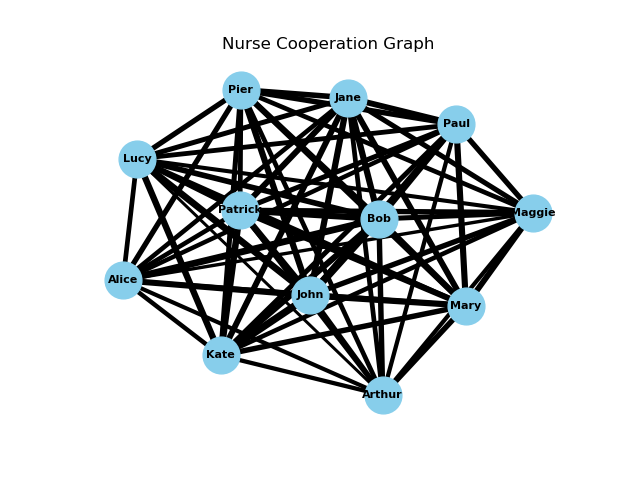 Nurse Cooperation Graph
Pier
Jane
Paul
Lucy
Patrick
Bob
Maggie
Alice
John
Mary
Kate
Arthur